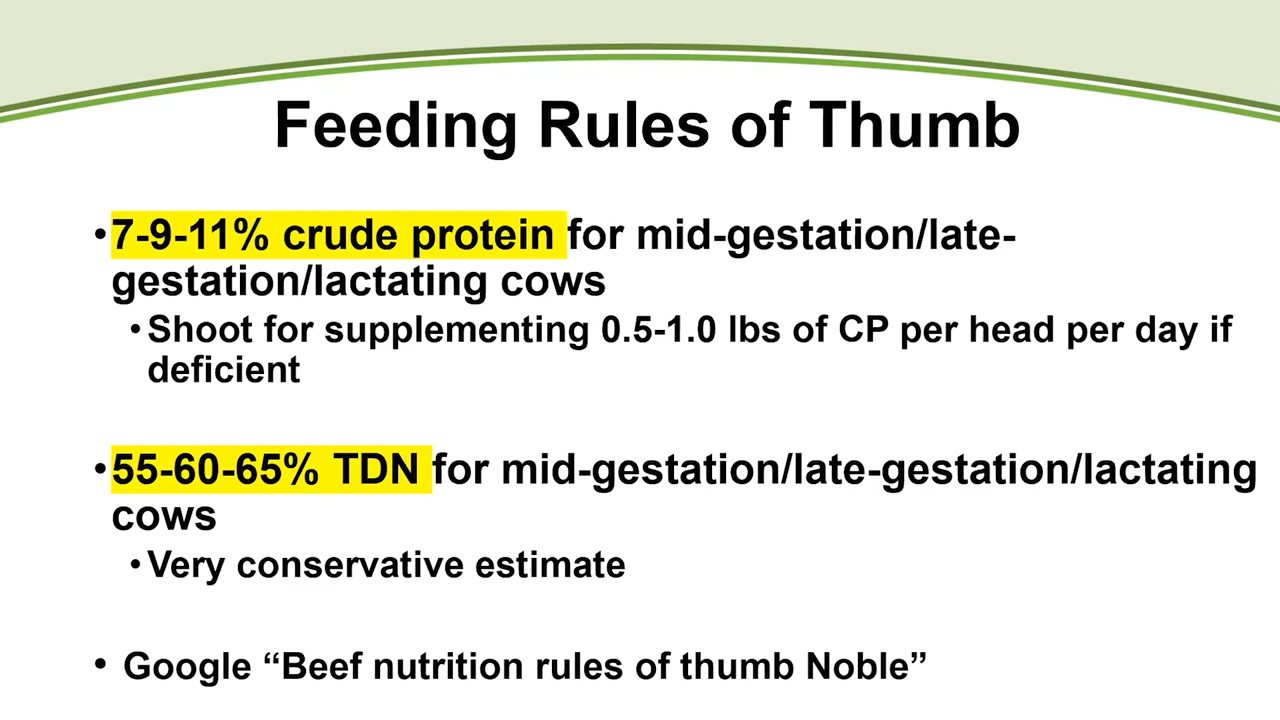 Feeding Rules of Thumb
•7-9-11% crude protein for mid-gestation/late-
gestation/lactating cows
•Shoot for supplementing 0.5-1.0 lbs of CP per head per day if
deficient
•55-60-65% TDN for mid-gestation/late-gestation/lactating
cows
•Very conservative estimate
• Google “Beef nutrition rules of thumb Noble”